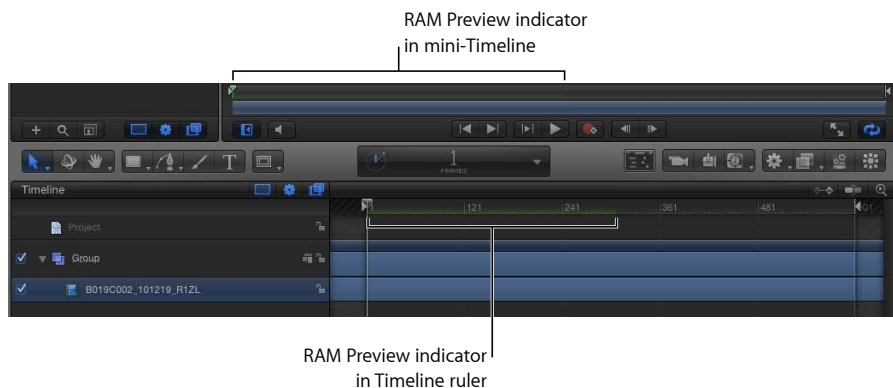 RAM Preview indicator
in mini-Timeline
T
1
FRAMES
Timeline
121
241
361
481
Project
Group
B019C002_101219_R1ZL
RAM Preview indicator
in Timeline ruler